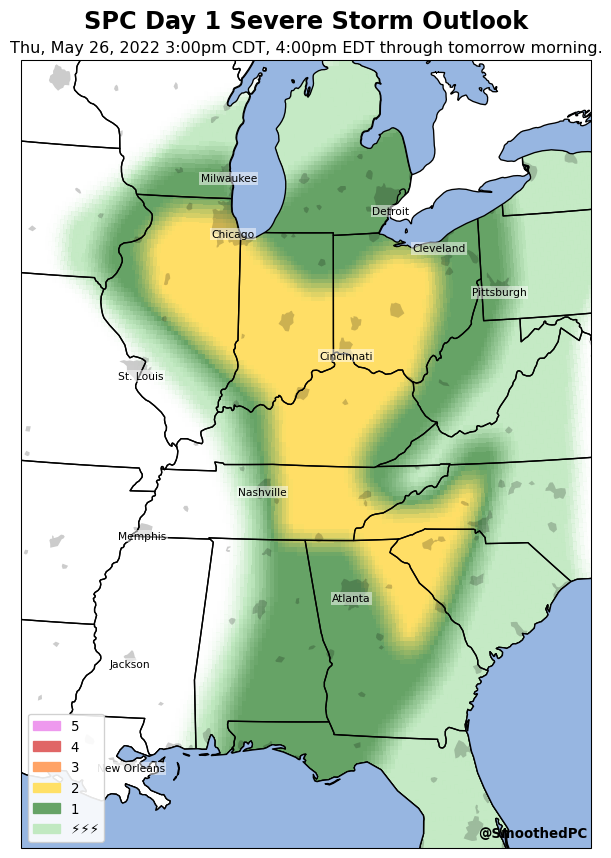 SPC Day 1 Severe Storm Outlook
Thu, May 26, 2022 3:00pm CDT, 4:00pm EDT through tomorrow morning.
Milwaukee
Detroit
Chicago
Cleveland
Pittsburgh
Cincinnati
St. Louis
Nashville
Memphis
Atlanta
Jackson
New Orleans
5
4
3
2
1
⚡⚡⚡
@SmoothedPC